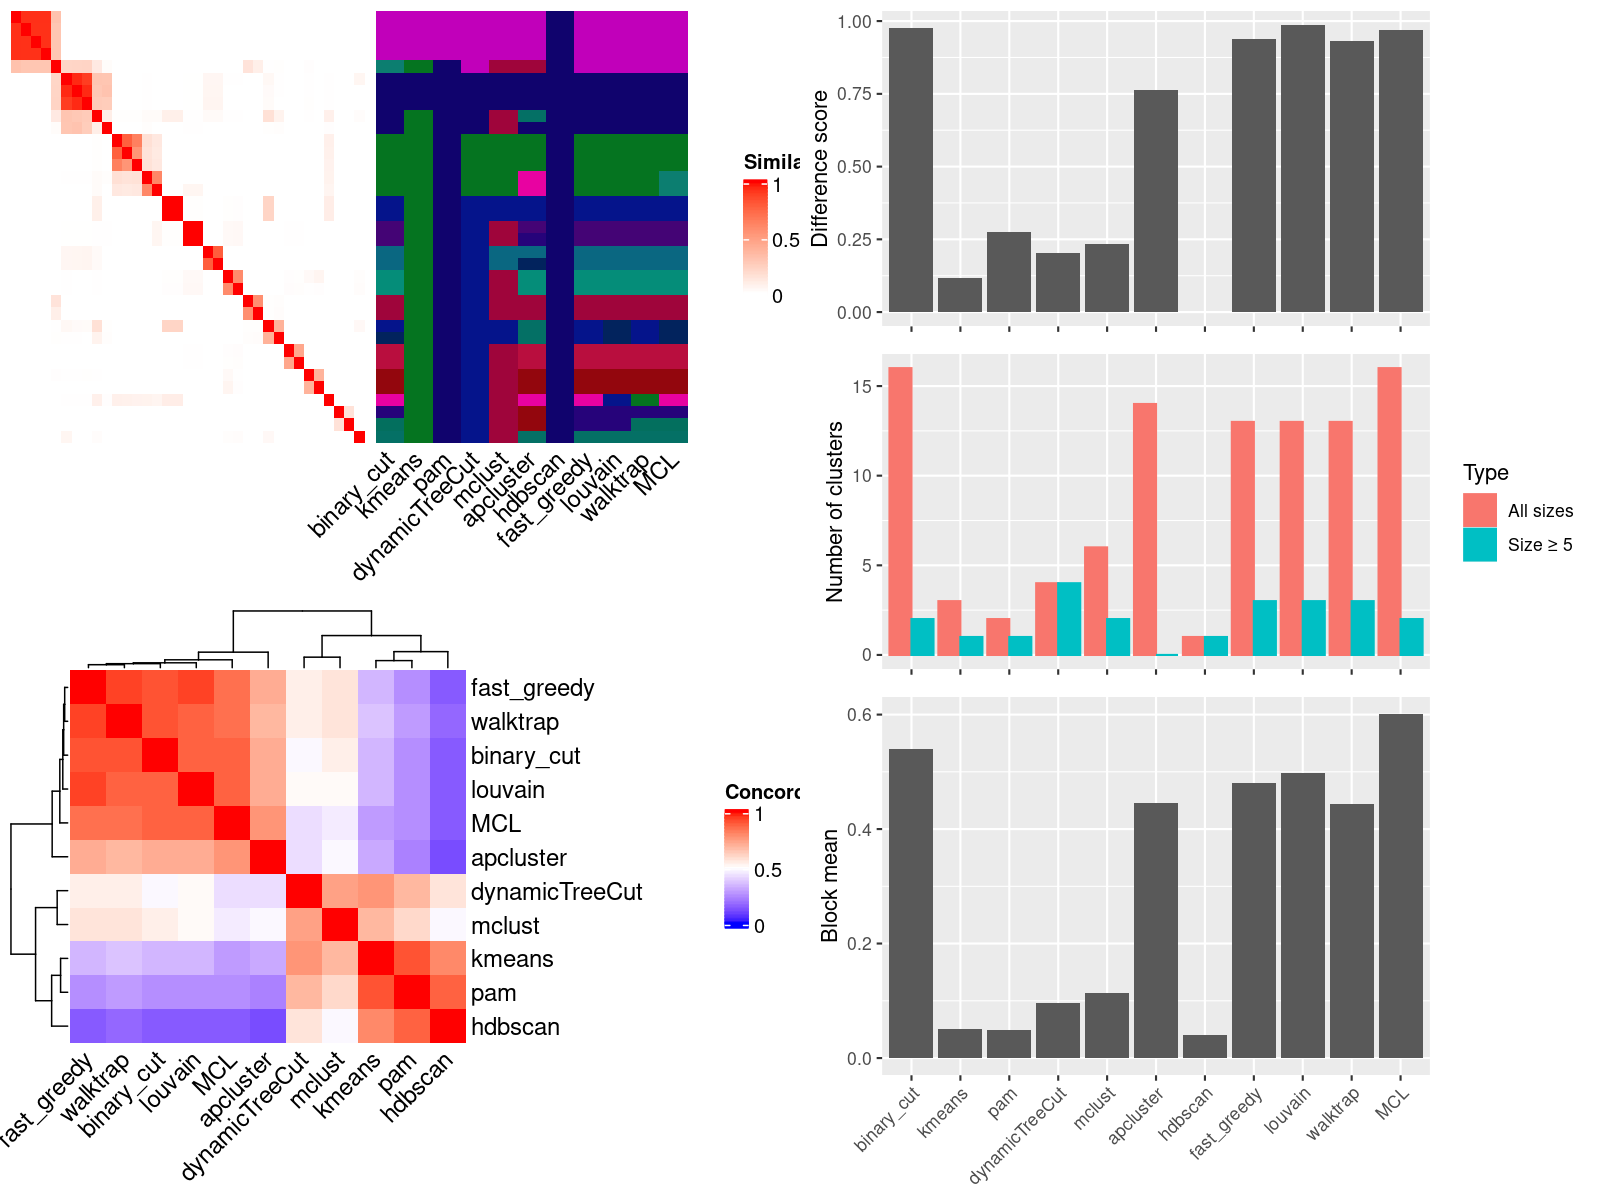 Simila
1
0.5
0
binary_cut
kmeans
pam
dynamicTreeCut
mclust
apcluster
hdbscan
fast_greedy
louvain
walktrap
MCL
fast_greedy
walktrap
binary_cut
louvain
MCL
apcluster
dynamicTreeCut
mclust
kmeans
pam
hdbscan
fast_greedy
walktrap
binary_cut
louvain
MCL
apcluster
dynamicTreeCut
mclust
kmeans
pam
hdbscan
Concord
1
0.5
0
Difference score
1.00
0.75
0.50
0.25
0.00
Number of clusters
15
10
5
0
Type
All sizes
Size ≥ 5
Block mean
0.6
0.4
0.2
0.0
binary_cut
kmeans
pam
dynamicTreeCut
mclust
apcluster
hdbscan
fast_greedy
louvain
walktrap
MCL